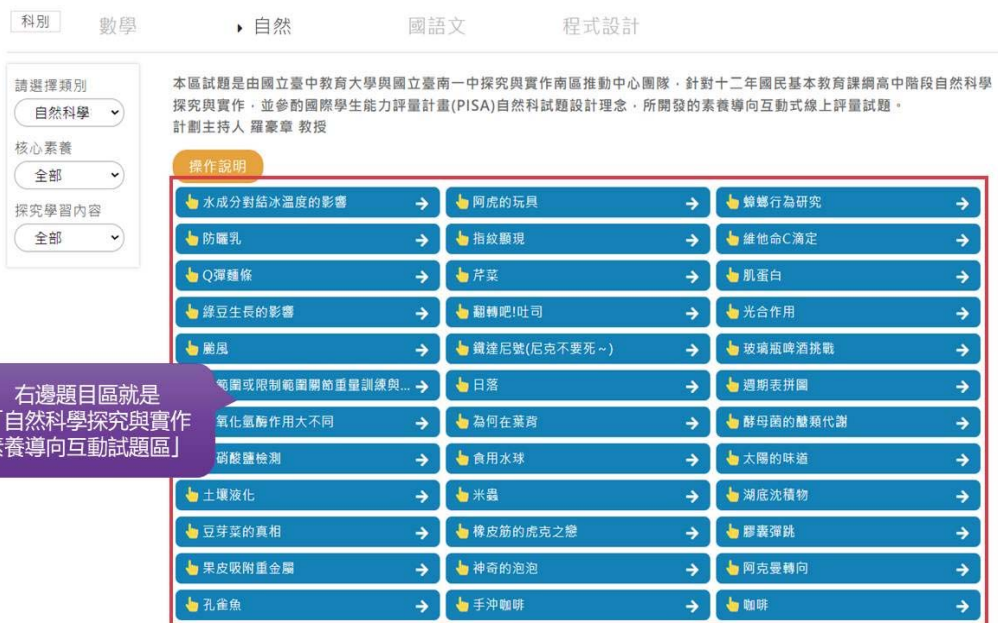 科別
數學
自然
國語文
程式設計
請選擇類別
自然科學
核心素養
全部
探究學習內容
全部
本區試題是由國立臺中教育大學與國立臺南一中探究與實作南區推動中心團隊，針對十二年國民基本教育課綱高中階段自然科學
探究與實作，並參酌國際學生能力評量計畫(PISA)自然科試題設計理念，所開發的素養導向互動式線上評量試題。
計劃主持人 羅豪章 教授
操作說明
水成分對結冰溫度的影響
阿虎的玩具
蟑螂行為研究
防曬乳
指紋顯現
維他命C滴定
Q彈麵條
芹菜
肌蛋白
綠豆生長的影響
翻轉吧!吐司
光合作用
颱風
鐵達尼號(尼克不要死～)
玻璃瓶啤酒挑戰
範圍或限制範圍關節重量訓練與...
日落
週期表拼圖
氧化氫酶作用大不同
為何在葉背
酵母菌的醣類代謝
硝酸鹽檢測
食用水球
太陽的味道
土壤液化
米蟲
湖底沈積物
豆芽菜的真相
橡皮筋的虎克之戀
膠囊彈跳
果皮吸附重金屬
神奇的泡泡
阿克曼轉向
孔雀魚
手沖咖啡
咖啡
右邊題目區就是
「自然科學探究與實作
素養導向互動試題區」